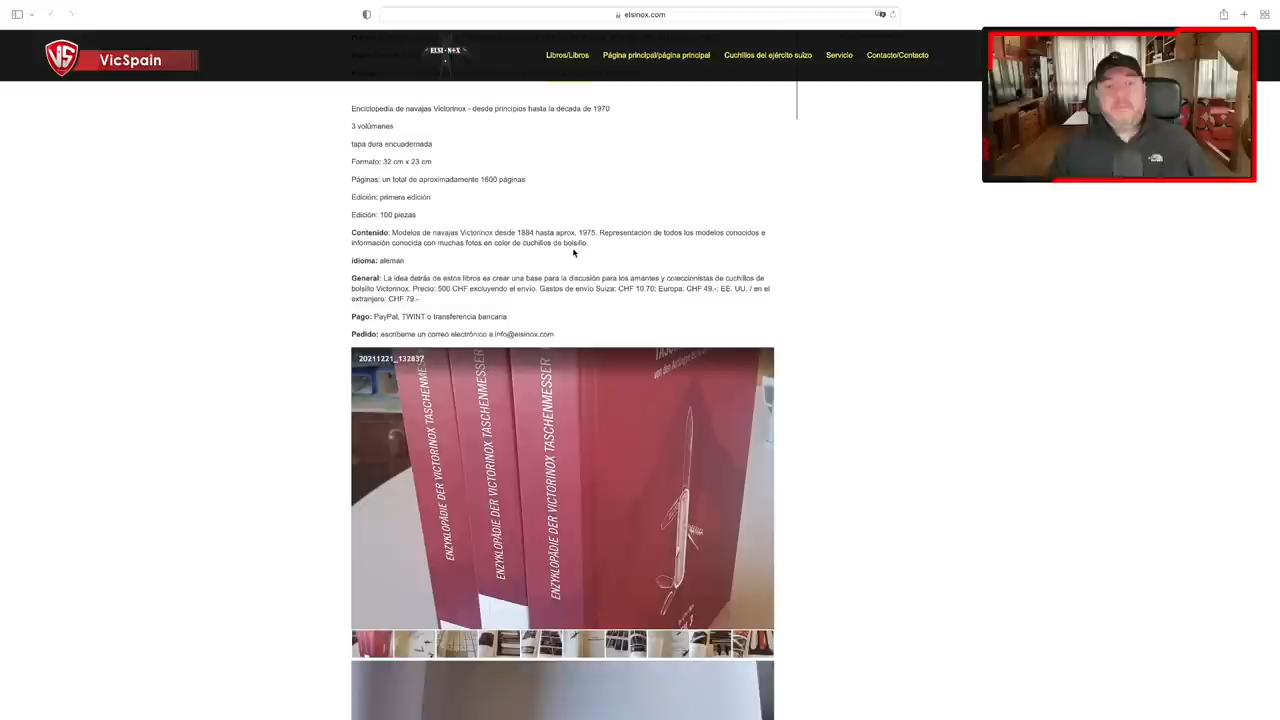 elsinox.com
VS VicSpain
ELSI·N·X
Libros/Libros Página principal/página principal Cuchillos del ejército suizo Servicio Contacto/Contacto
Enciclopedia de navajas Victorinox - desde principios hasta la década de 1970
3 volúmenes
tapa dura encuadernada
Formato: 32 cm x 23 cm
Páginas: un total de aproximadamente 1600 páginas
Edición: primera edición
Edición: 100 piezas
Contenido: Modelos de navajas Victorinox desde 1884 hasta aprox. 1975. Representación de todos los modelos conocidos e
información conocida con muchas fotos en color de cuchillos de bolsillo.
idioma: alemán
General: La idea detrás de estos libros es crear una base para la discusión para los amantes y coleccionistas de cuchillos de
bolsillo Victorinox. Precio: 500 CHF excluyendo el envío. Gastos de envío Suiza: CHF 10.70; Europa: CHF 49.-; EE. UU. / en el
extranjero: CHF 79.-
Pago: PayPal, TWINT o transferencia bancaria
Pedido: escríbeme un correo electrónico a info@elsinox.com
20211221_132837
ENZYKLOPÄDIE DER VICTORINOX TASCHENMES
ENZYKLOPÄDIE DER VICTORINOX TASCHENMESSER
ENZYKLOPÄDIE DER VICTORINOX TASCHENMESSER